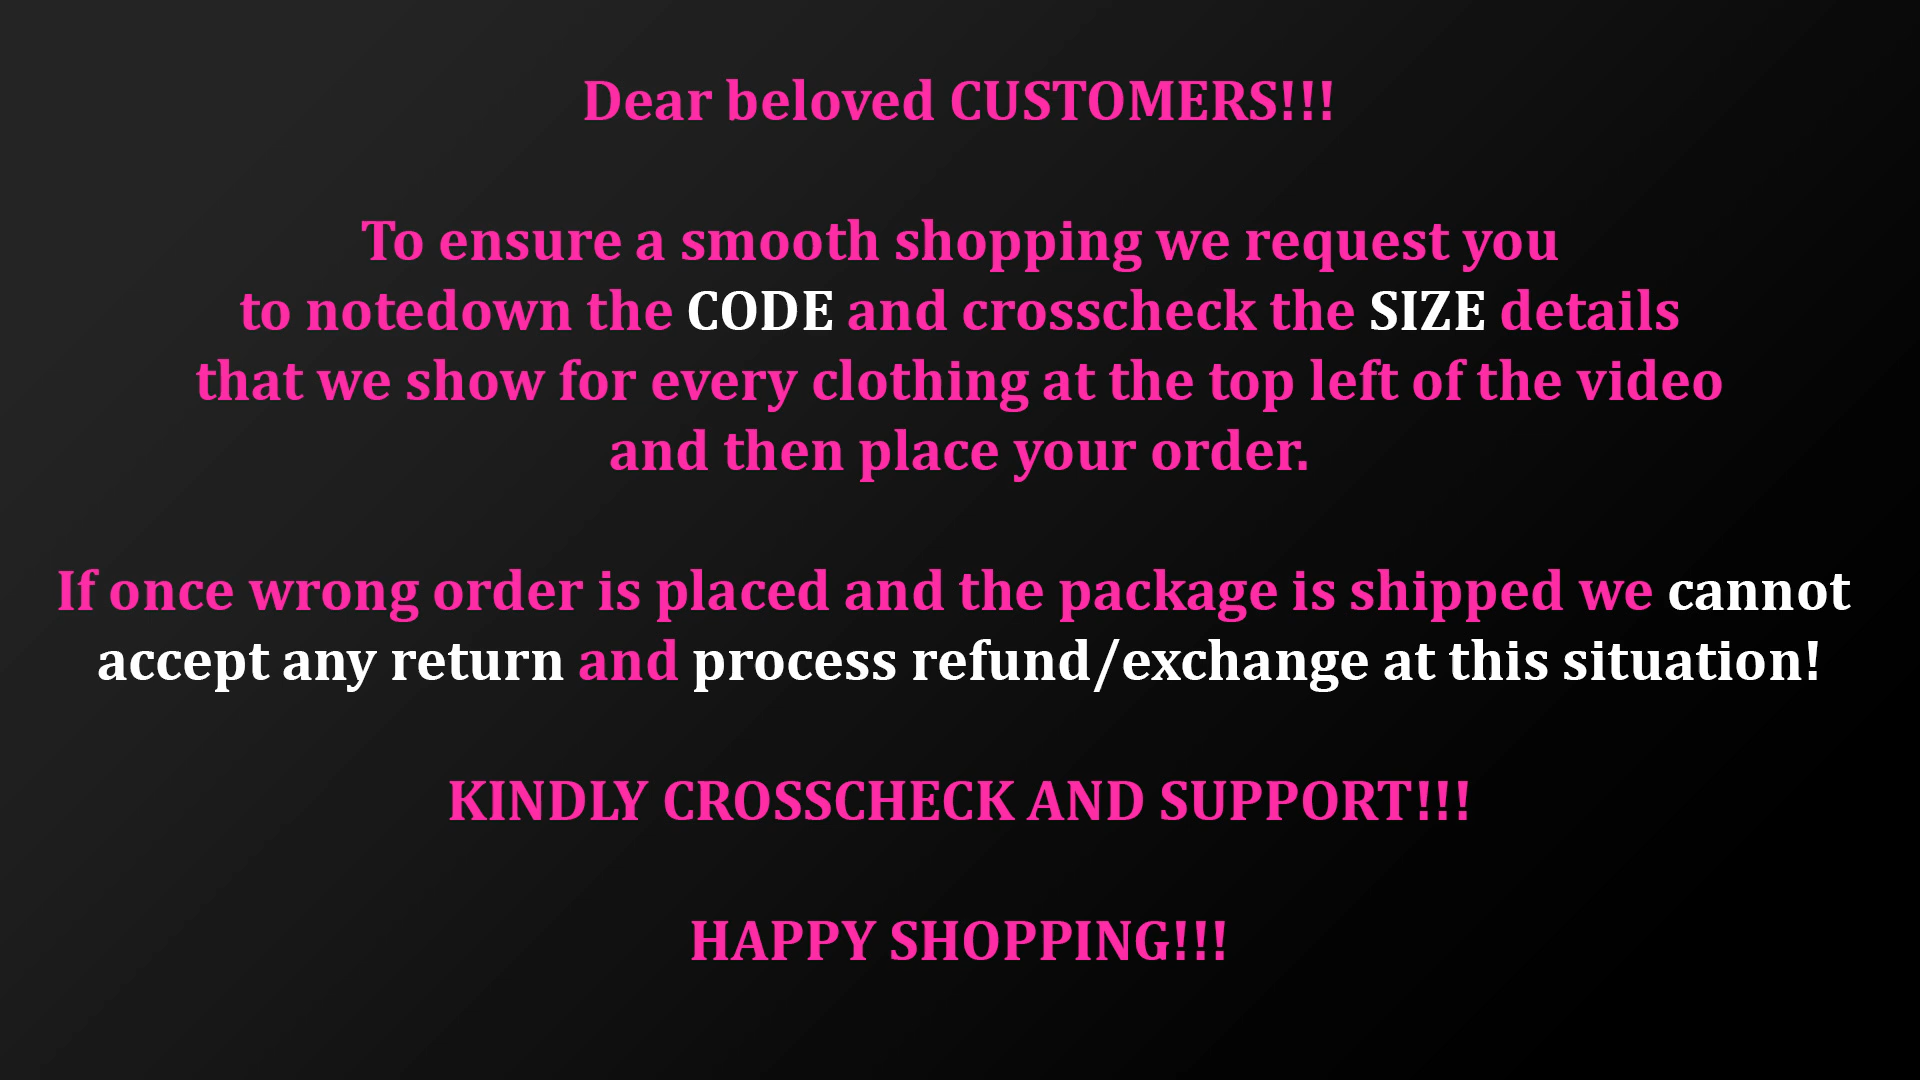 Dear beloved CUSTOMERS!!!
To ensure a smooth shopping we request you
to notedown the CODE and crosscheck the SIZE details
that we show for every clothing at the top left of the video
and then place your order.
If once wrong order is placed and the package is shipped we cannot
accept any return and process refund/exchange at this situation!
KINDLY CROSSCHECK AND SUPPORT!!!
HAPPY SHOPPING!!!